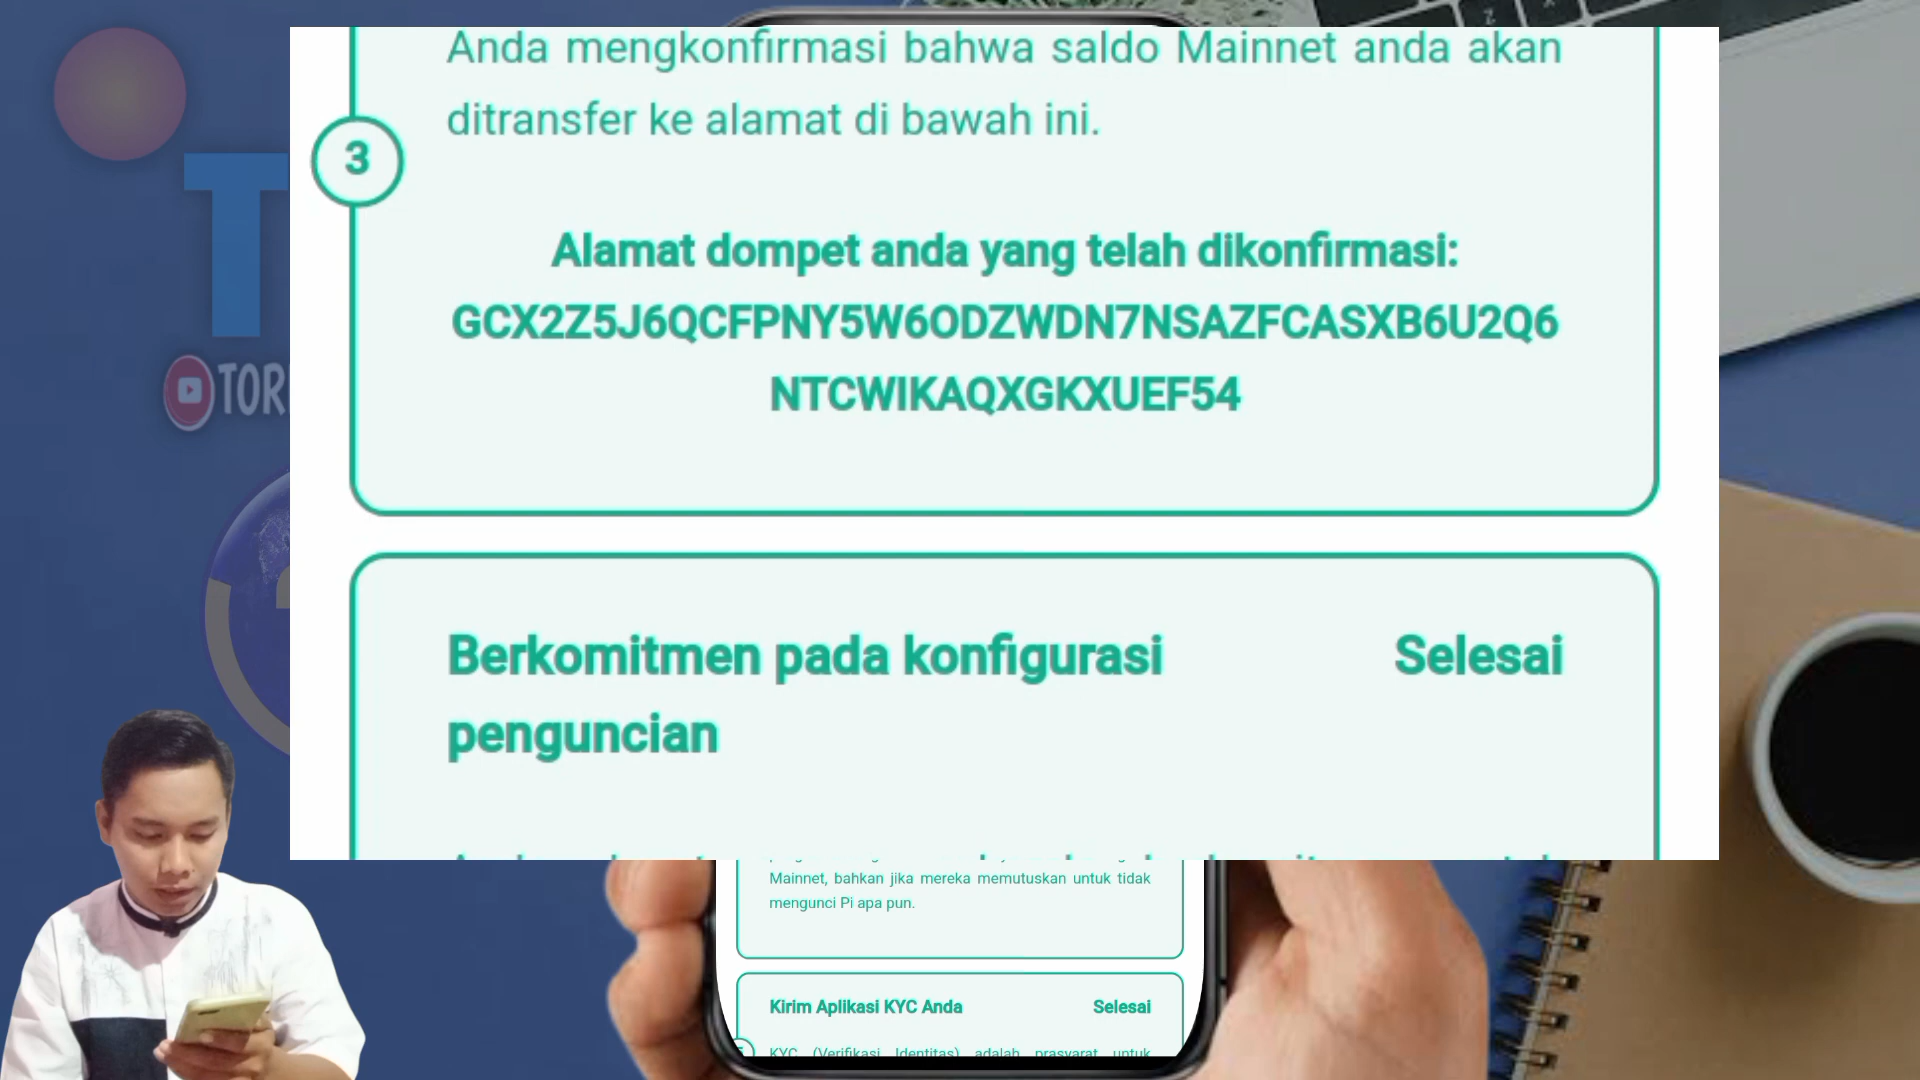 Anda mengkonfirmasi bahwa saldo Mainnet anda akan
ditransfer ke alamat di bawah ini.
3
Alamat dompet anda yang telah dikonfirmasi:
GCX2Z5J6QCFPNY5W6ODZWDN7NSAZFCASXB6U2Q6
NTCWIKAQXGKXUEF54
Berkomitmen pada konfigurasi
Selesai
penguncian
Mainnet, bahkan jika mereka memutuskan untuk tidak
mengunci Pi apa pun.
Kirim Aplikasi KYC Anda
Selesai
KYC (Verifikasi Identitas) adalah prasyarat untuk
T
TOR
Z